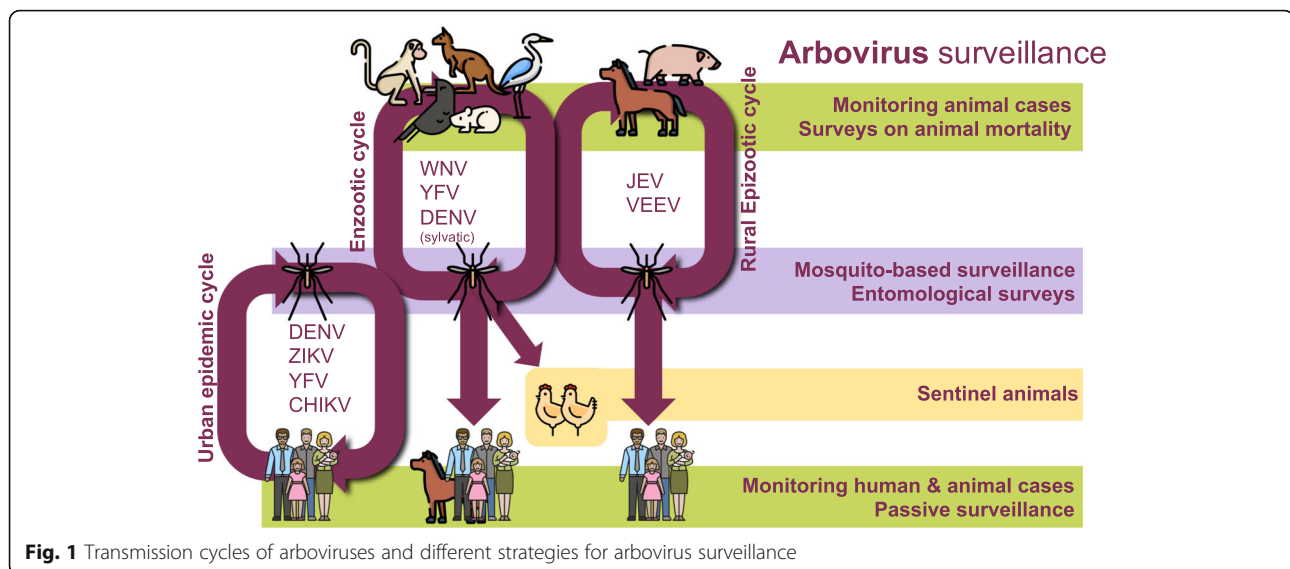 Arbovirus surveillance
Monitoring animal cases
Surveys on animal mortality
Enzootic cycle
WNV
YFV
DENV
(sylvatic)
JEV
VEEV
Rural Epizootic cycle
Mosquito-based surveillance
Entomological surveys
Urban epidemic cycle
DENV
ZIKV
YFV
CHIKV
Sentinel animals
Monitoring human & animal cases
Passive surveillance
Fig. 1 Transmission cycles of arboviruses and different strategies for arbovirus surveillance